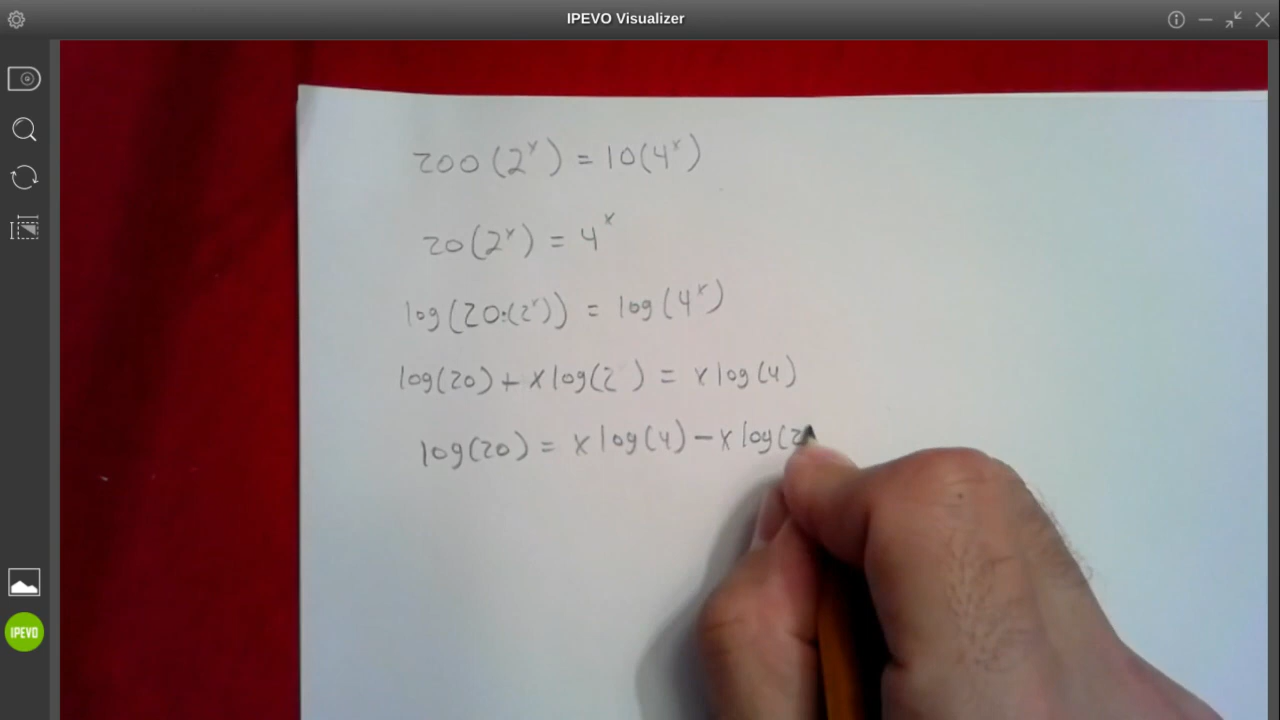 IPEVO Visualizer
200(2ˣ) = 10(4ˣ)
20(2ˣ) = 4ˣ
log(20·(2ˣ)) = log(4ˣ)
log(20) + x log(2 ) = x log(4)
log(20) = x log(4) - x log(2
IPEVO